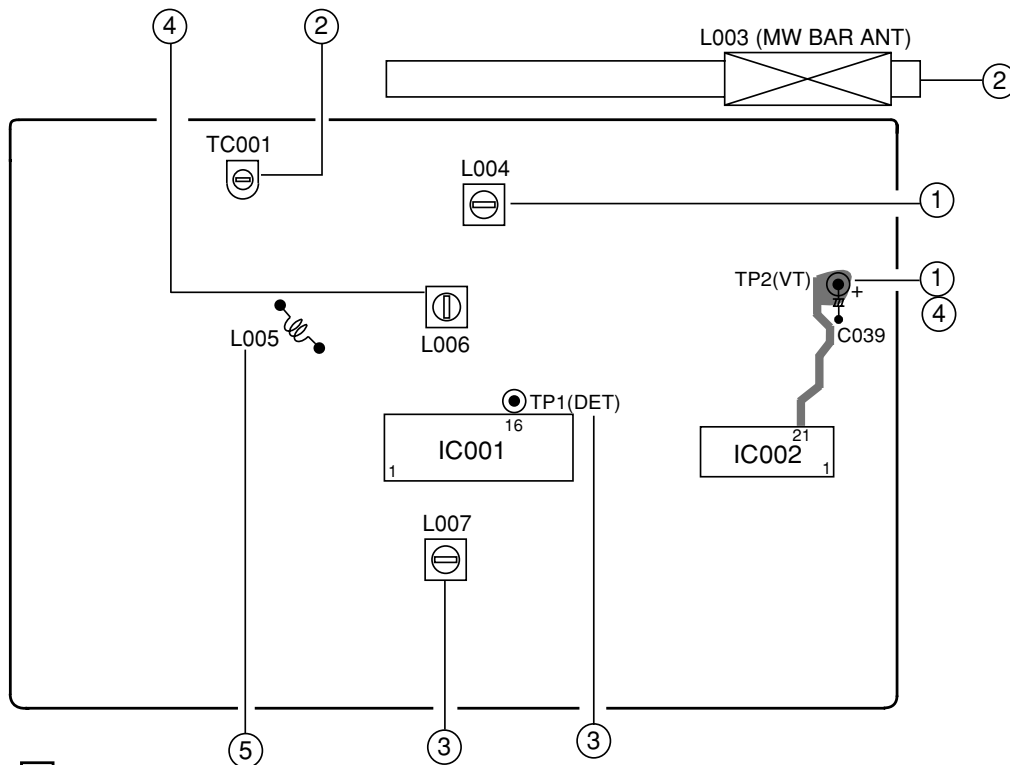 ④
②
L003 (MW BAR ANT)
②
TC001
L004
①
TP2(VT)
+
①
④
L005
L006
C039
TP1(DET)
16
IC001
1
21
IC002
1
L007
⑤
③
③